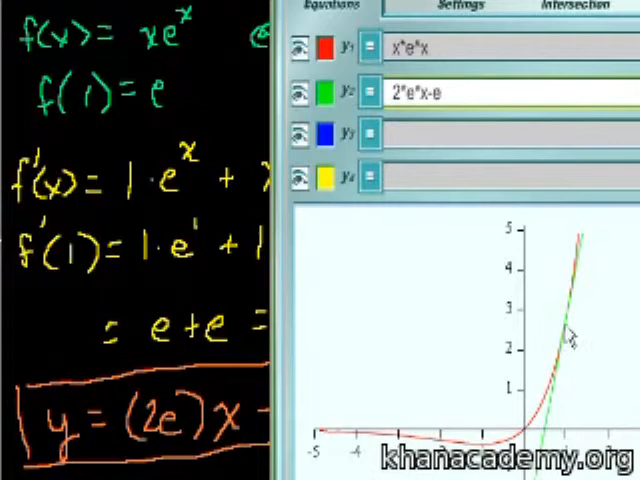 f(x) = xe^x e
f(1) = e
f'(x) = 1·e^x +
f'(1) = 1·e^1 + 1
= e+e =
y = (2e)x -
Equations Settings Intersection
y1 = x*e^x
y2 = 2*e*x-e
y3 =
y4 =
5
4
3
2
1
-5 -4
khanacademy.org